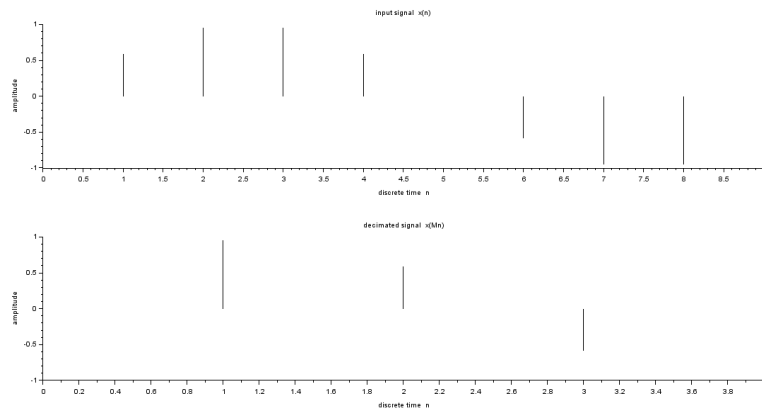 input signal x(n)
amplitude
1
0.5
0
-0.5
-1
0 0.5 1 1.5 2 2.5 3 3.5 4 4.5 5 5.5 6 6.5 7 7.5 8 8.5
discrete time n
decimated signal x(Mn)
amplitude
1
0.5
0
-0.5
-1
0 0.2 0.4 0.6 0.8 1 1.2 1.4 1.6 1.8 2 2.2 2.4 2.6 2.8 3 3.2 3.4 3.6 3.8
discrete time n